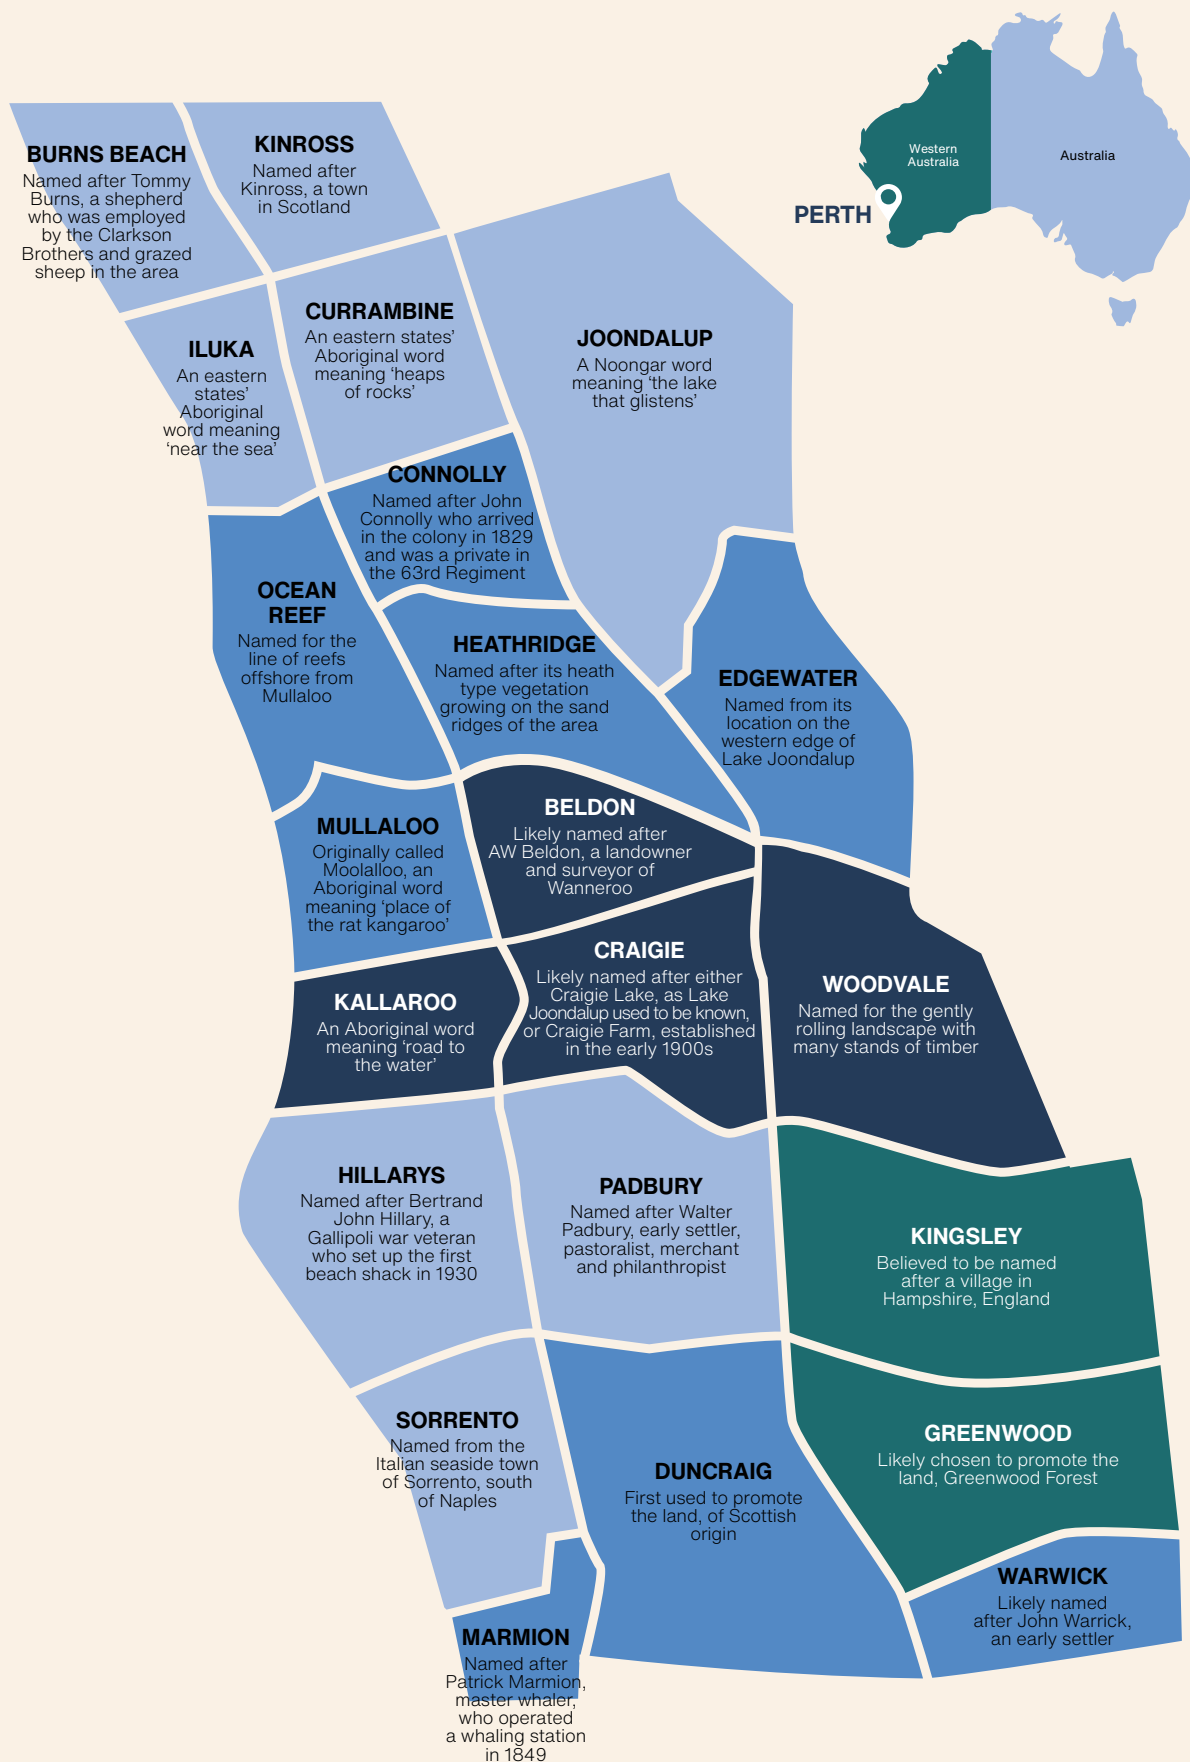 Western
Australia
Australia
PERTH
BURNS BEACH
Named after Tommy
Burns, a shepherd
who was employed
by the Clarkson
Brothers and grazed
sheep in the area
KINROSS
Named after
Kinross, a town
in Scotland
ILUKA
An eastern
states’
Aboriginal
word meaning
‘near the sea’
CURRAMBINE
An eastern states’
Aboriginal word
meaning ‘heaps
of rocks’
JOONDALUP
A Noongar word
meaning ‘the lake
that glistens’
CONNOLLY
Named after John
Connolly who arrived
in the colony in 1829
and was a private in
the 63rd Regiment
OCEAN
REEF
Named for the
line of reefs
offshore from
Mullaloo
HEATHRIDGE
Named after its heath
type vegetation
growing on the sand
ridges of the area
EDGEWATER
Named from its
location on the
western edge of
Lake Joondalup
MULLALOO
Originally called
Moolalloo, an
Aboriginal word
meaning ‘place of
the rat kangaroo’
BELDON
Likely named after
AW Beldon, a landowner
and surveyor of
Wanneroo
KALLAROO
An Aboriginal word
meaning ‘road to
the water’
CRAIGIE
Likely named after either
Craigie Lake, as Lake
Joondalup used to be known,
or Craigie Farm, established
in the early 1900s
WOODVALE
Named for the gently
rolling landscape with
many stands of timber
HILLARYS
Named after Bertrand
John Hillary, a
Gallipoli war veteran
who set up the first
beach shack in 1930
PADBURY
Named after Walter
Padbury, early settler,
pastoralist, merchant
and philanthropist
KINGSLEY
Believed to be named
after a village in
Hampshire, England
SORRENTO
Named from the
Italian seaside town
of Sorrento, south
of Naples
DUNCRAIG
First used to promote
the land, of Scottish
origin
GREENWOOD
Likely chosen to promote the
land, Greenwood Forest
WARWICK
Likely named
after John Warrick,
an early settler
MARMION
Named after
Patrick Marmion,
master whaler,
who operated
a whaling station
in 1849